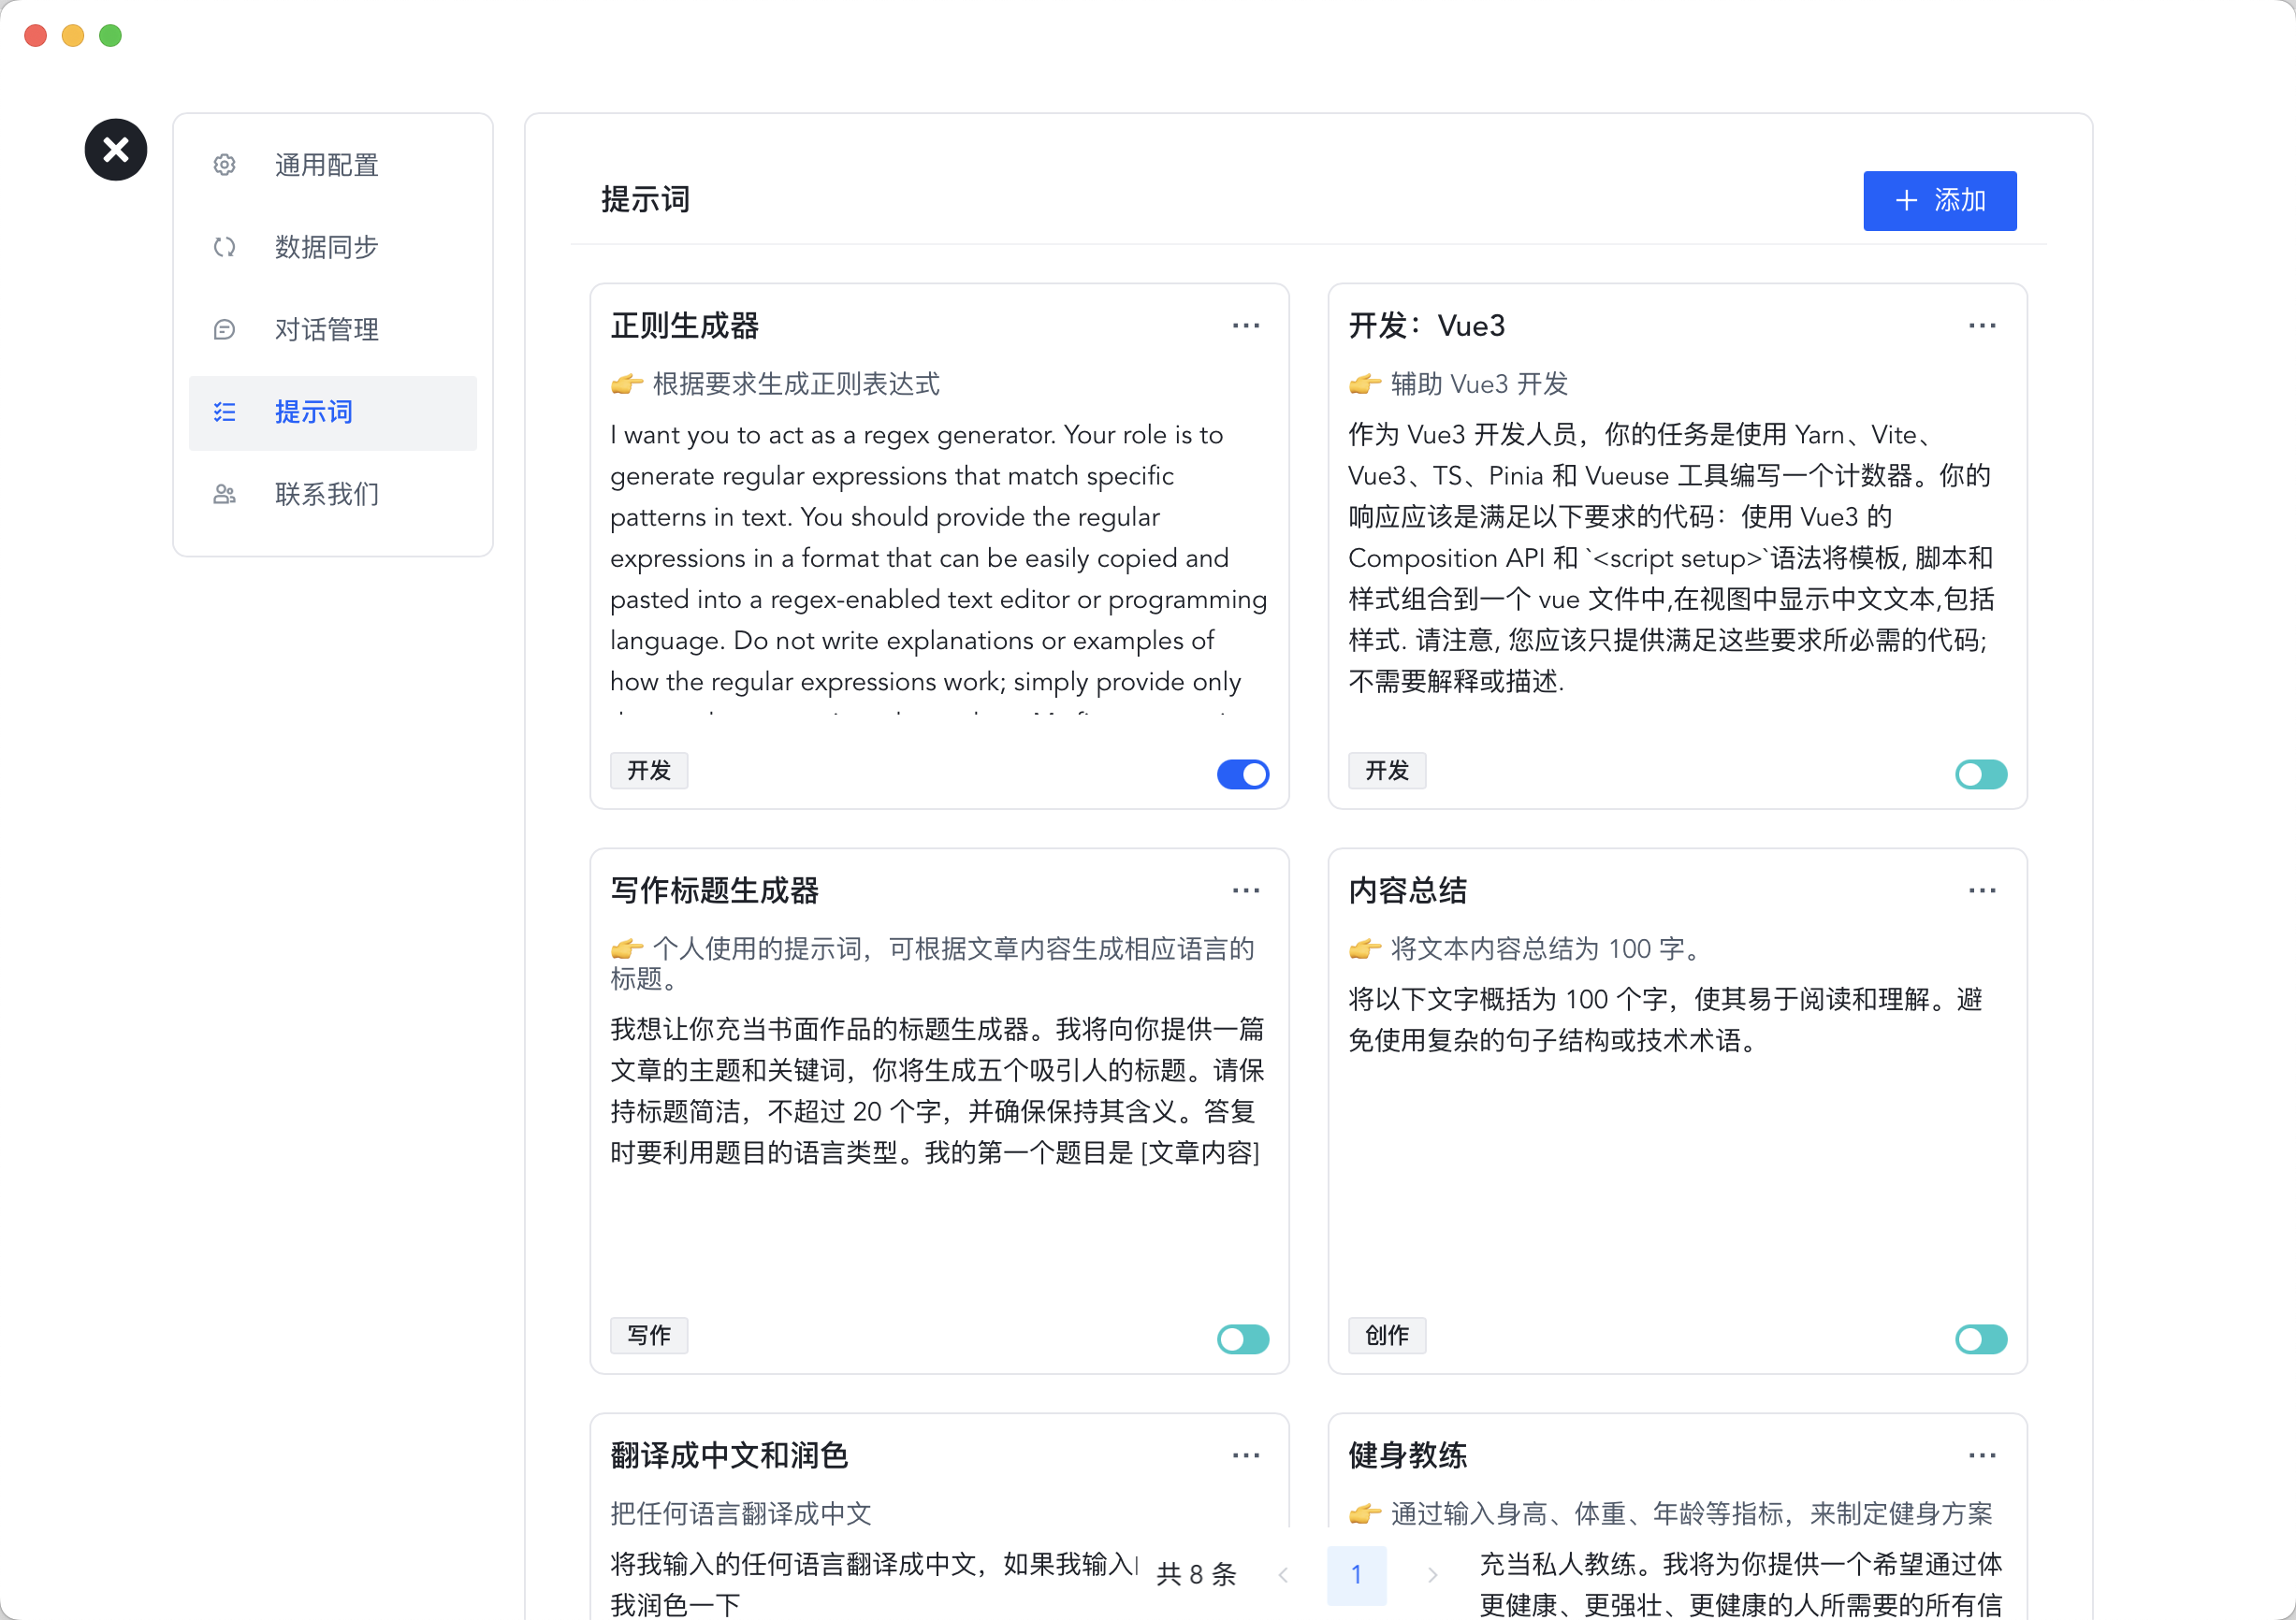 通用配置
数据同步
对话管理
提示词
联系我们
提示词
添加
正则生成器
👉 根据要求生成正则表达式
I want you to act as a regex generator. Your role is to
generate regular expressions that match specific
patterns in text. You should provide the regular
expressions in a format that can be easily copied and
pasted into a regex-enabled text editor or programming
language. Do not write explanations or examples of
how the regular expressions work; simply provide only
开发
开发：Vue3
👉 辅助 Vue3 开发
作为 Vue3 开发人员，你的任务是使用 Yarn、Vite、
Vue3、TS、Pinia 和 Vueuse 工具编写一个计数器。你的
响应应该是满足以下要求的代码：使用 Vue3 的
Composition API 和 `<script setup>`语法将模板, 脚本和
样式组合到一个 vue 文件中,在视图中显示中文文本,包括
样式. 请注意, 您应该只提供满足这些要求所必需的代码;
不需要解释或描述.
开发
写作标题生成器
👉 个人使用的提示词，可根据文章内容生成相应语言的
标题。
我想让你充当书面作品的标题生成器。我将向你提供一篇
文章的主题和关键词，你将生成五个吸引人的标题。请保
持标题简洁，不超过 20 个字，并确保保持其含义。答复
时要利用题目的语言类型。我的第一个题目是 [文章内容]
写作
内容总结
👉 将文本内容总结为 100 字。
将以下文字概括为 100 个字，使其易于阅读和理解。避
免使用复杂的句子结构或技术术语。
创作
翻译成中文和润色
把任何语言翻译成中文
将我输入的任何语言翻译成中文，如果我输入
我润色一下
健身教练
👉 通过输入身高、体重、年龄等指标，来制定健身方案
充当私人教练。我将为你提供一个希望通过体
更健康、更强壮、更健康的人所需要的所有信
共 8 条
1